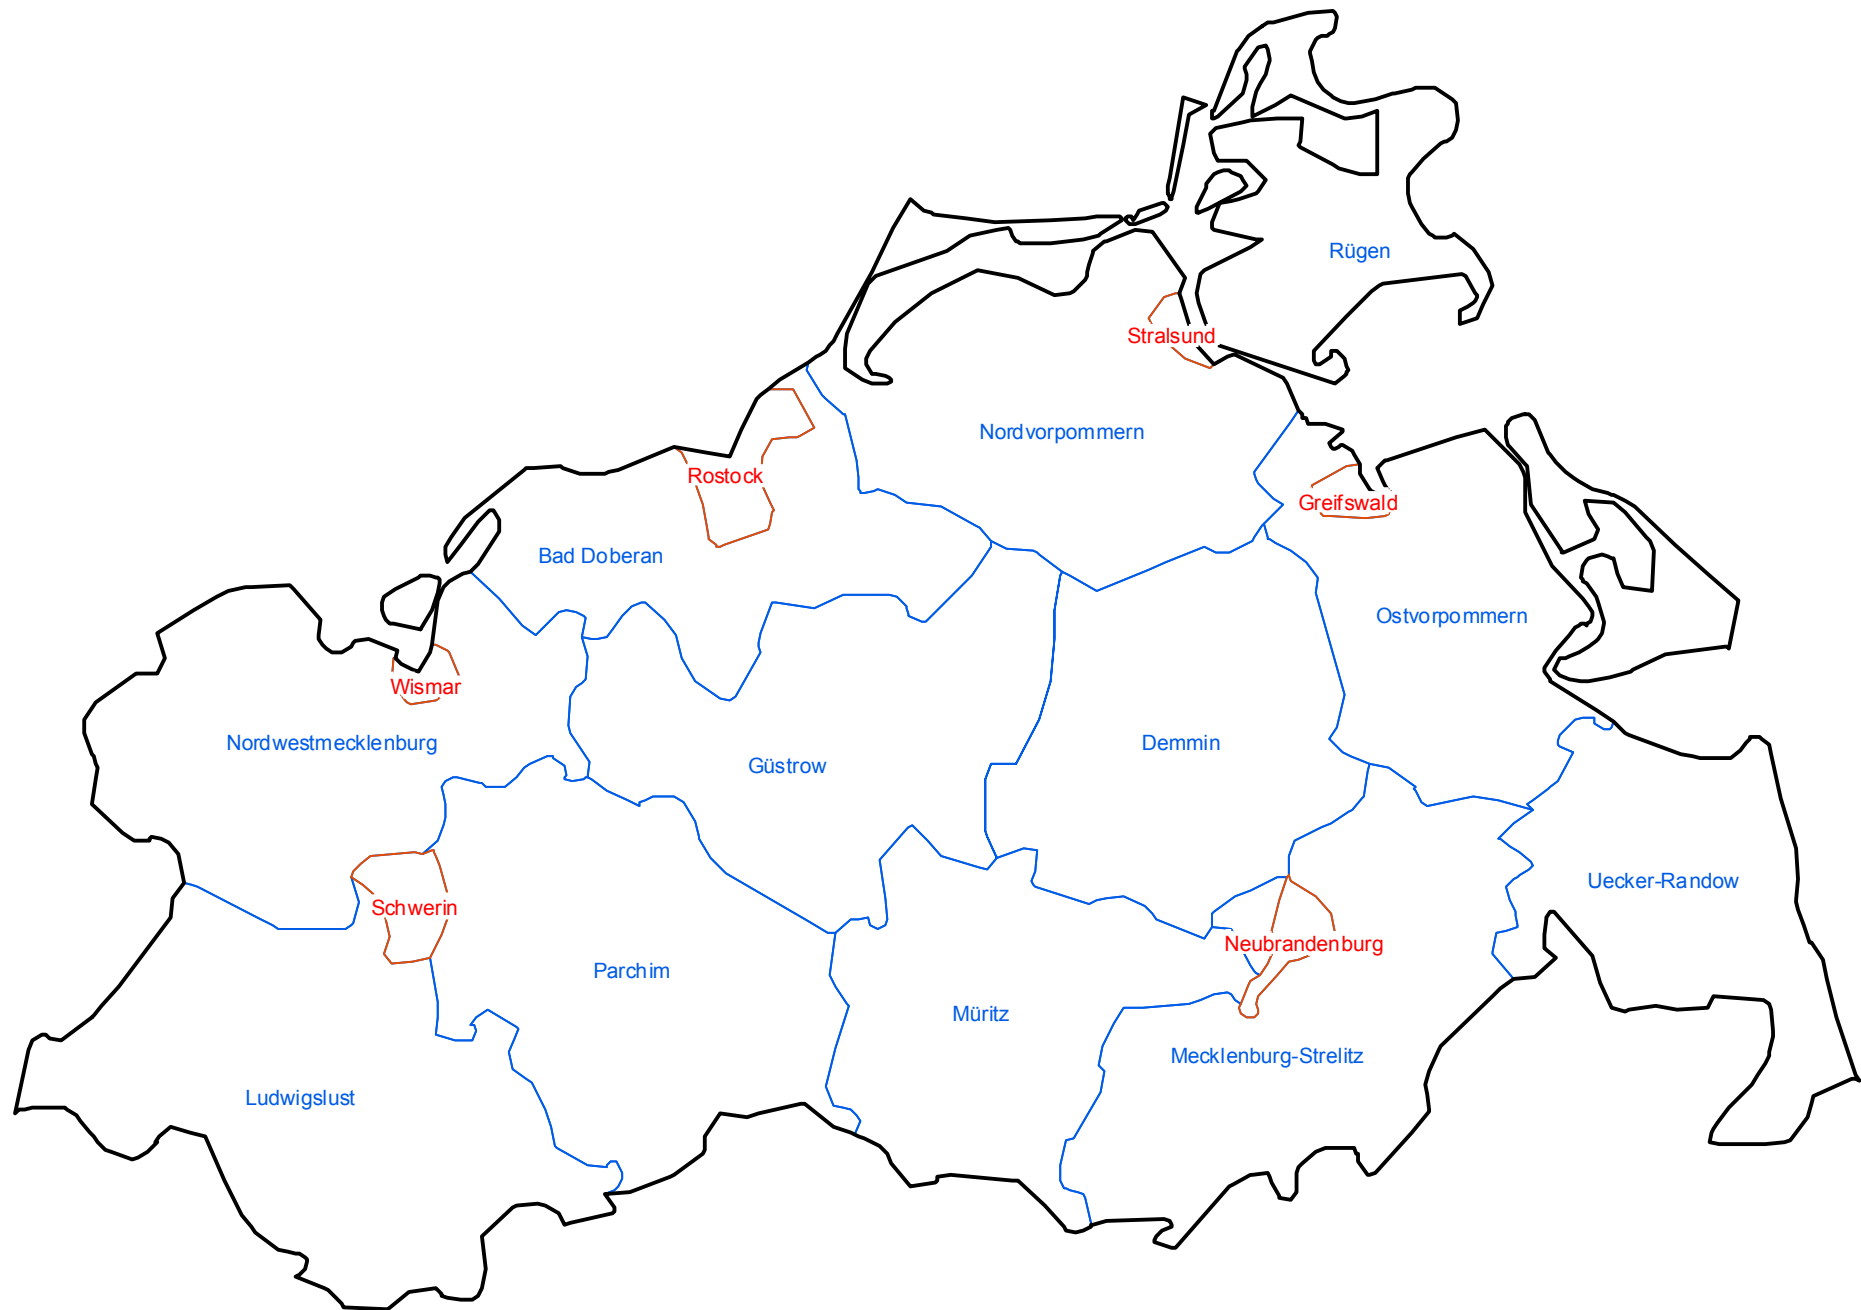 Rügen
Stralsund
Nordvorpommern
Rostock
Greifswald
Bad Doberan
Ostvorpommern
Wismar
Nordwestmecklenburg
Demmin
Güstrow
Uecker-Randow
Schwerin
Neubrandenburg
Parchim
Müritz
Mecklenburg-Strelitz
Ludwigslust